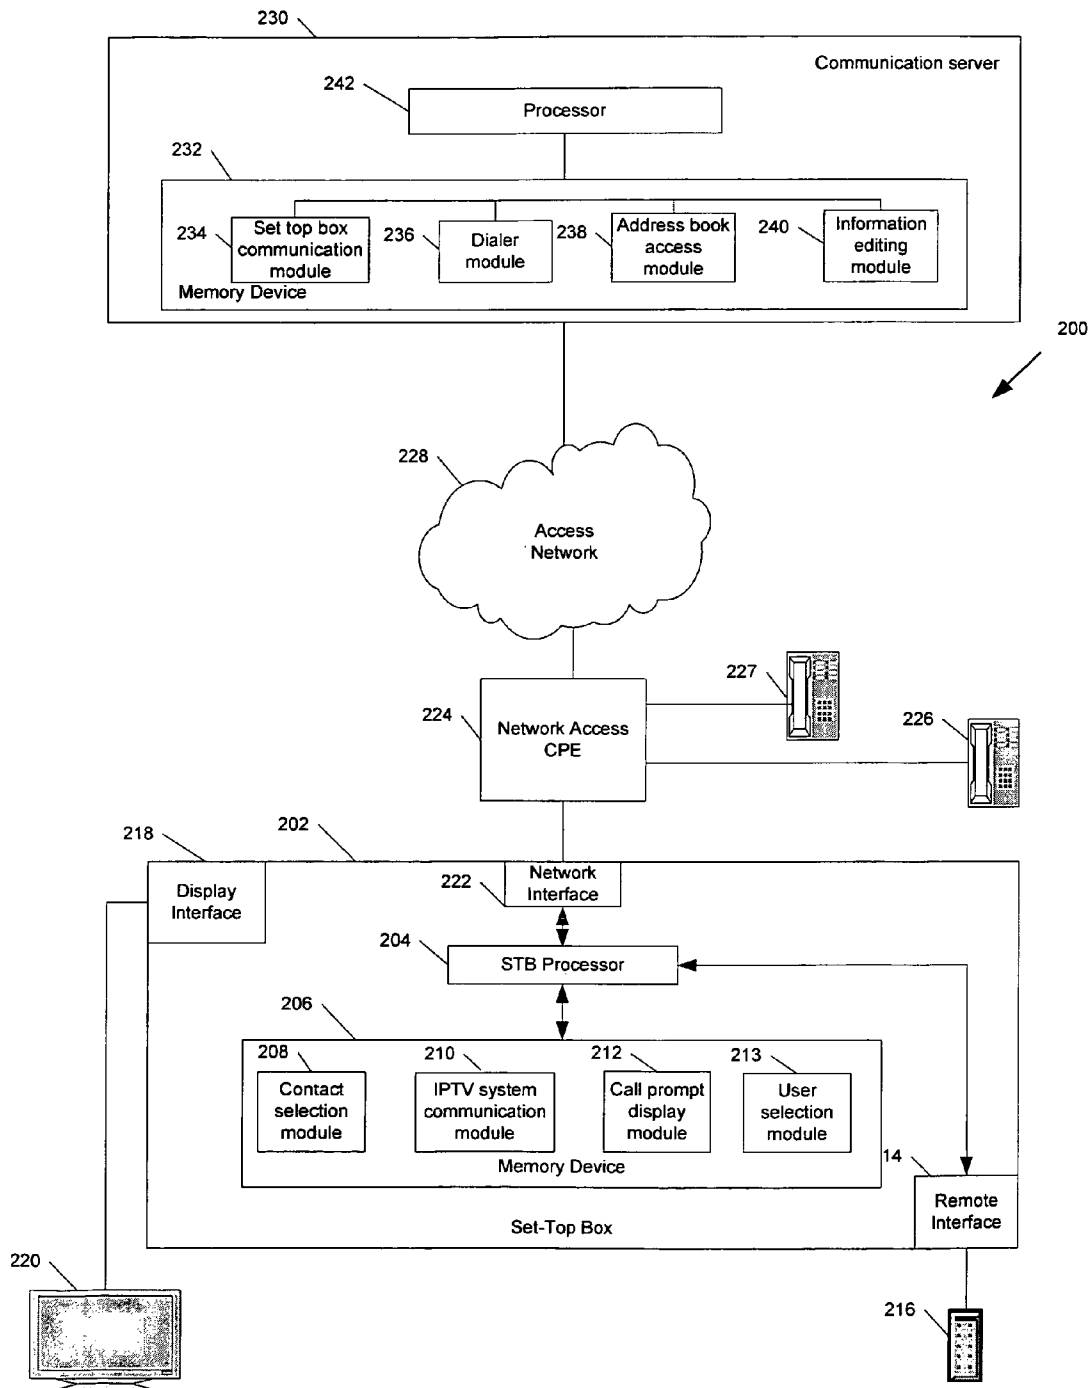 230
Communication server
242
Processor
232
234
Set top box
communication
module
236
Dialer
module
238
Address book
access
module
240
Information
editing
module
Memory Device
200
228
Access
Network
227
224
Network Access
CPE
226
218
202
Display
Interface
222
Network
Interface
204
STB Processor
206
208
Contact
selection
module
210
IPTV system
communication
module
212
Call prompt
display
module
213
User
selection
module
Memory Device
14
Remote
Interface
Set-Top Box
220
216